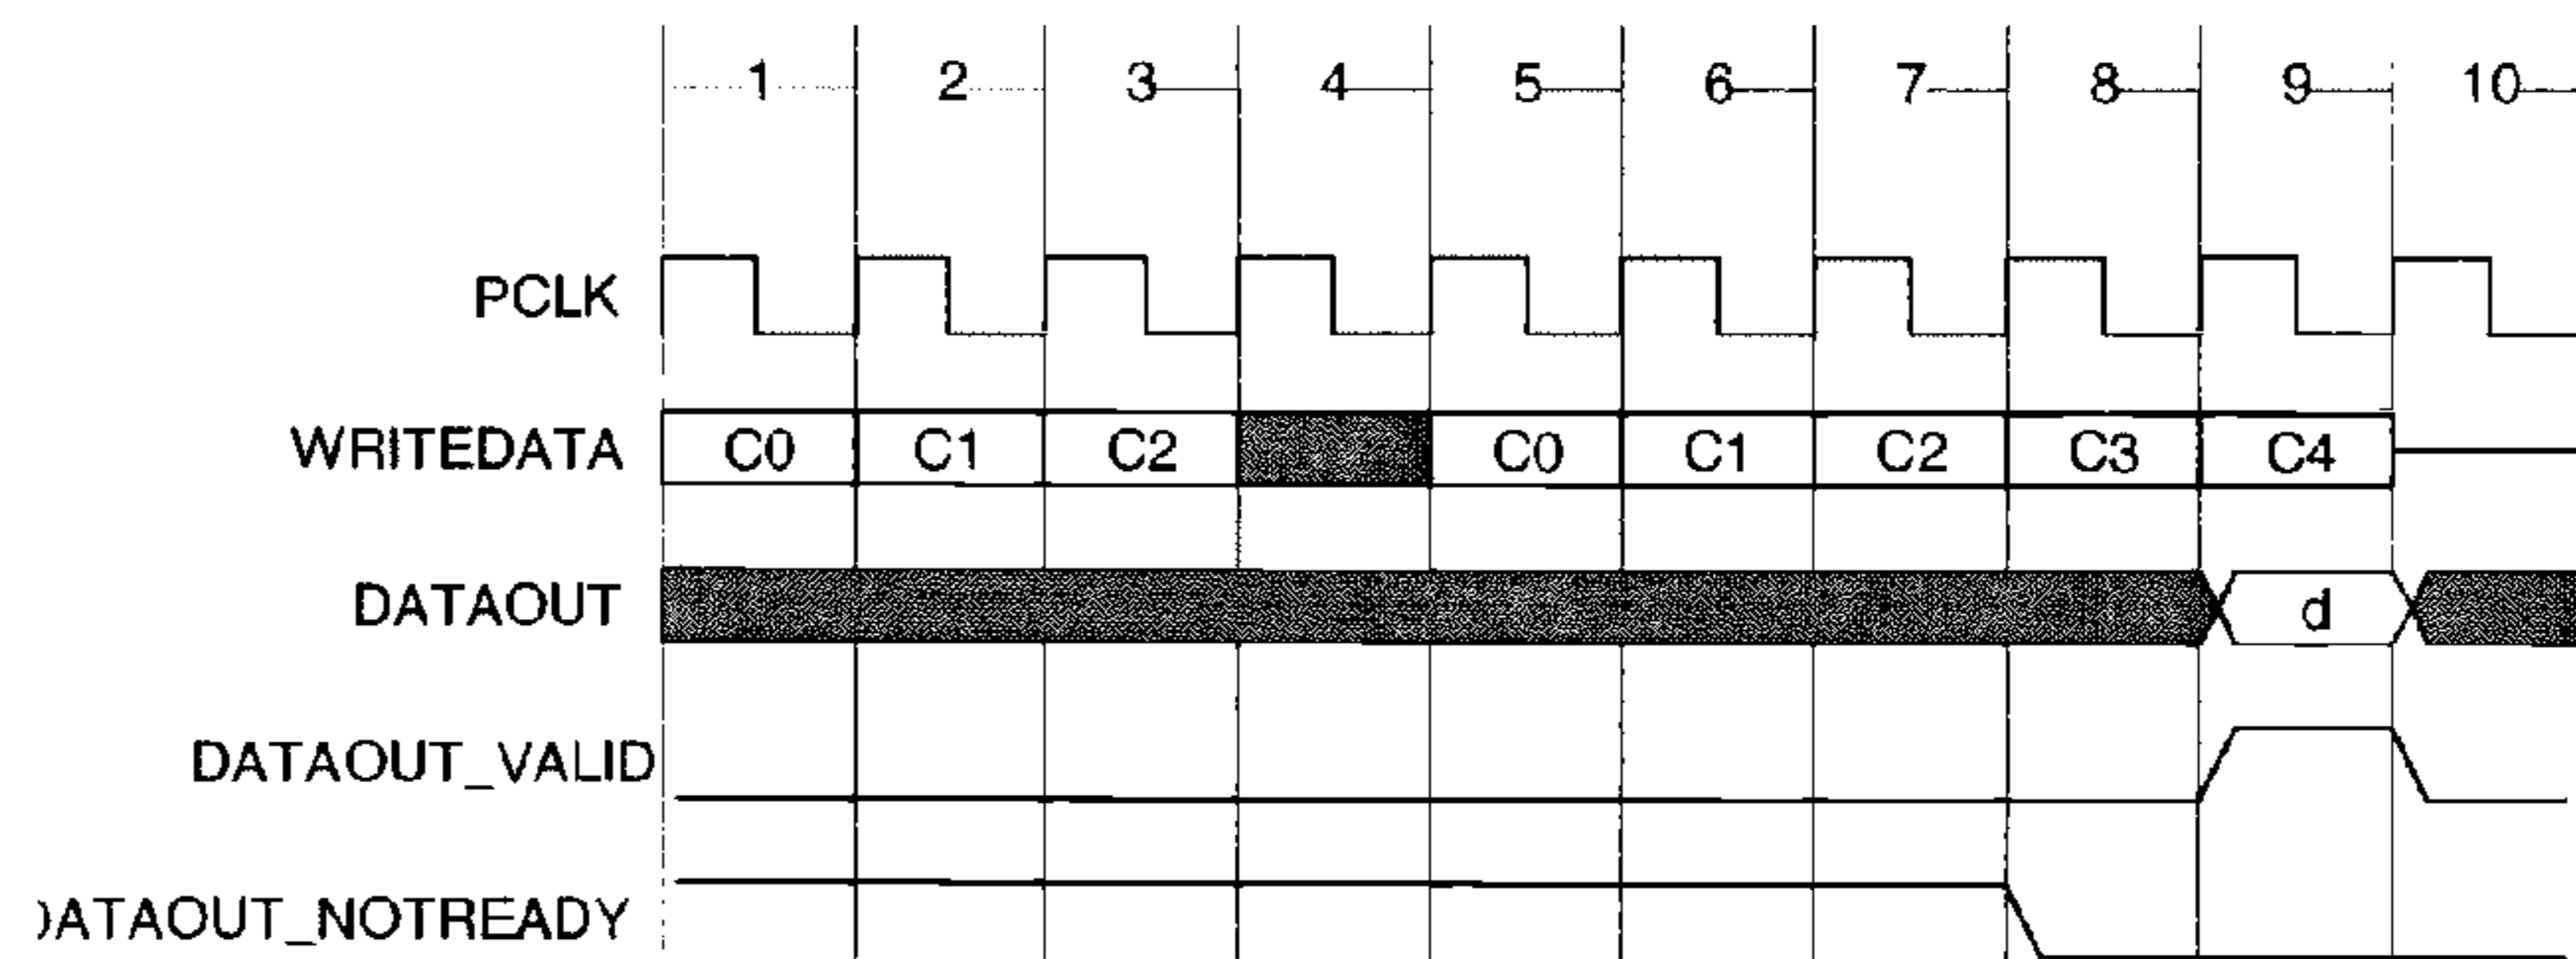 1 2 3 4 5 6 7 8 9 10
PCLK
WRITEDATA C0 C1 C2 C0 C1 C2 C3 C4
DATAOUT d
DATAOUT_VALID
)ATAOUT_NOTREADY